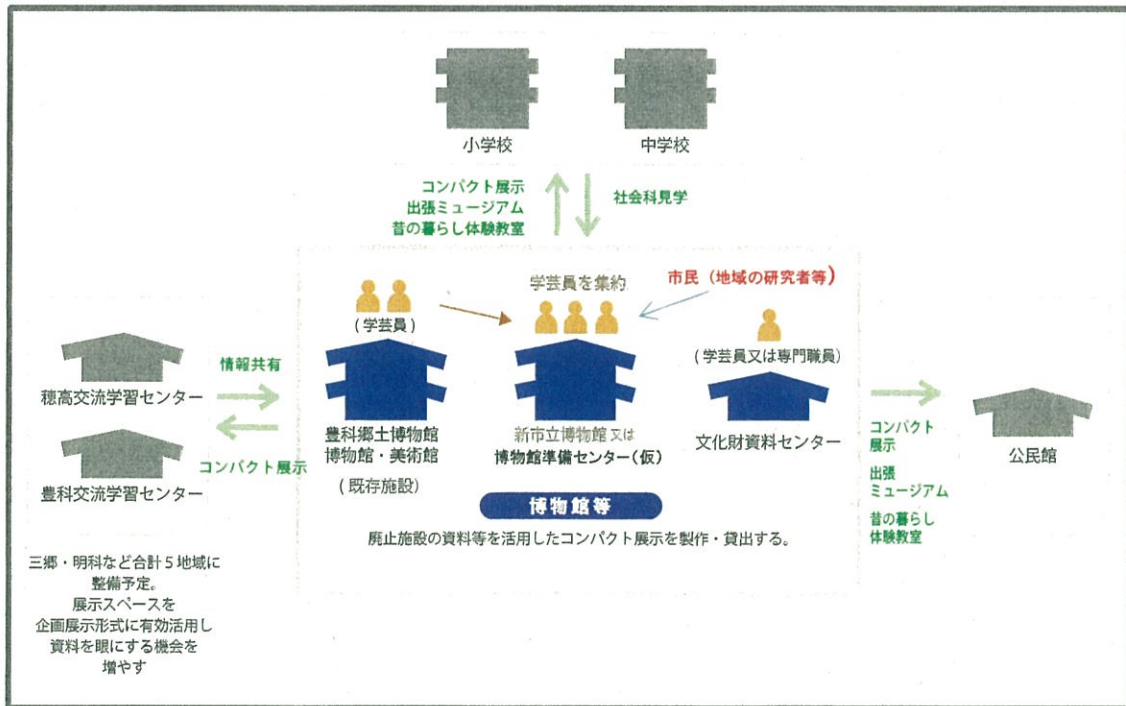 小学校
中学校
コンパクト展示
出張ミュージアム
昔の暮らし体験教室
社会科見学
学芸員を集約
市民（地域の研究者等）
(学芸員)
(学芸員又は専門職員)
穂高交流学習センター
情報共有
豊科交流学習センター
コンパクト展示
豊科郷土博物館
博物館・美術館
(既存施設)
新市立博物館 又は
博物館準備センター(仮)
文化財資料センター
コンパクト
展示
出張
ミュージアム
昔の暮らし
体験教室
公民館
博物館等
廃止施設の資料等を活用したコンパクト展示を製作・貸出する。
三郷・明科など合計５地域に
整備予定。
展示スペースを
企画展示形式に有効活用し
資料を眼にする機会を
増やす